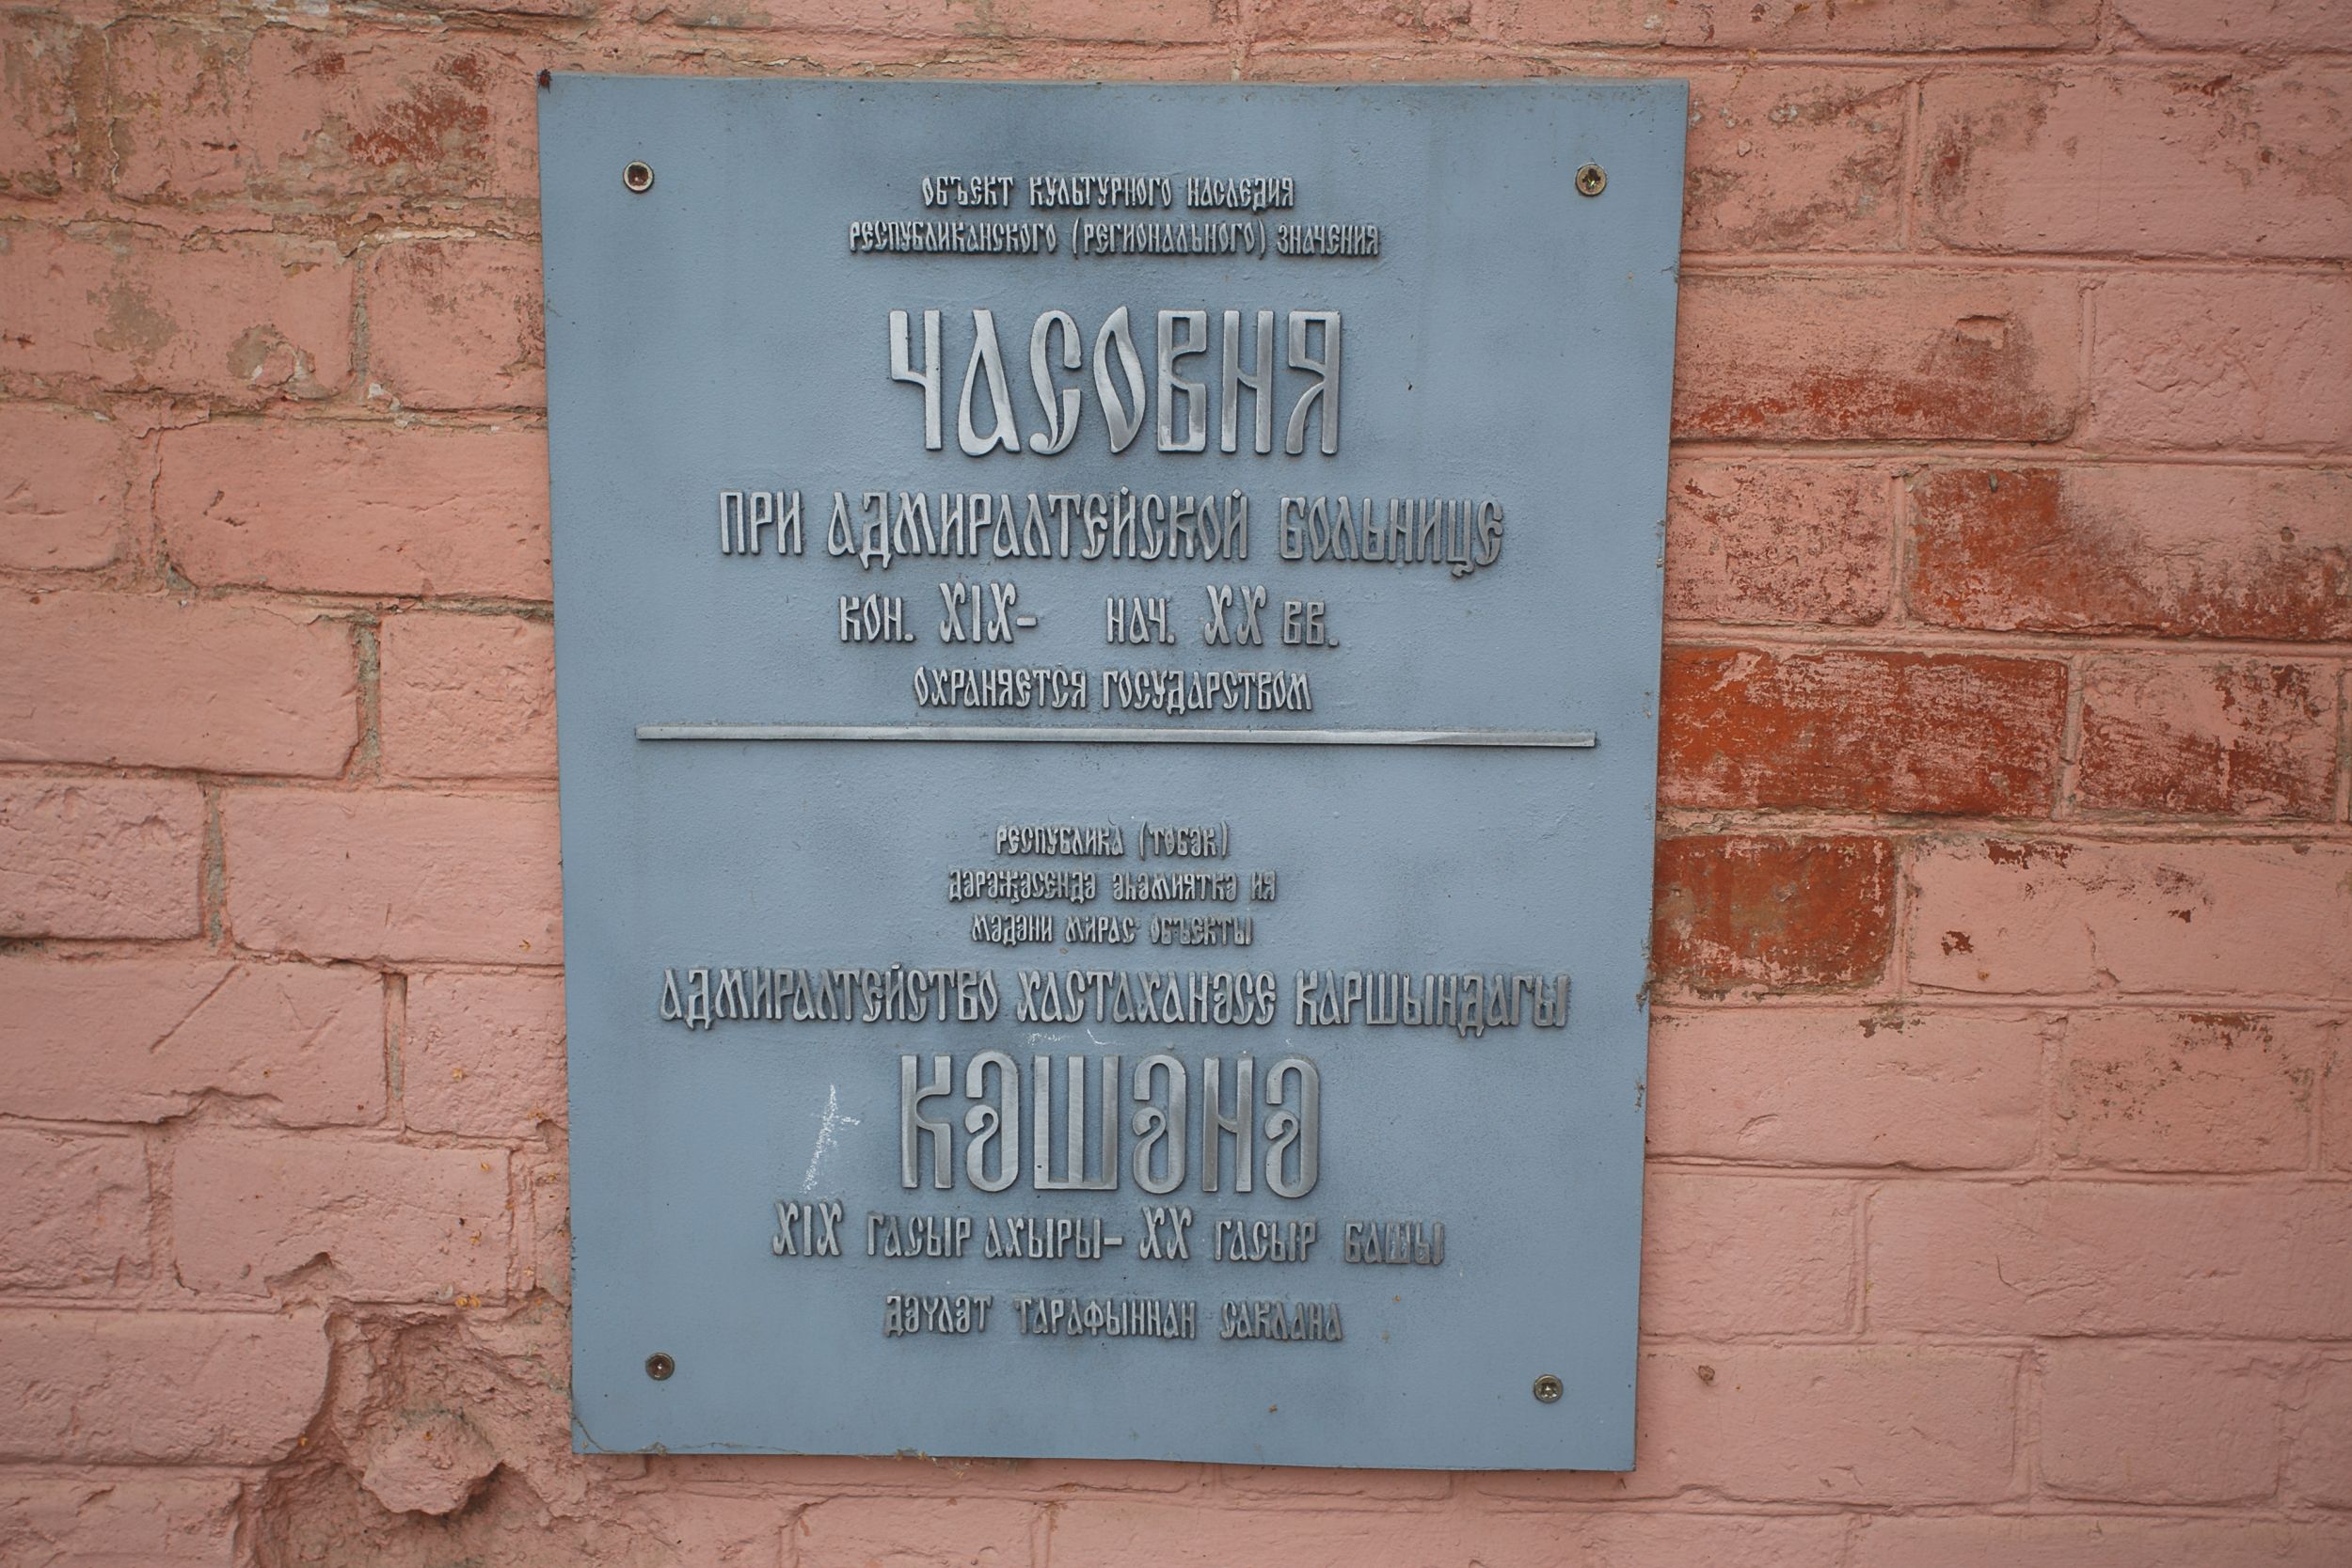 ОБЪЕКТ КУЛЬТУРНОГО НАСЛЕДИЯ
РЕСПУБЛИКАНСКОГО (РЕГИОНАЛЬНОГО) ЗНАЧЕНИЯ
ЧАСОВНЯ
ПРИ АДМИРАЛТЕЙСКОЙ БОЛЬНИЦЕ
КОН. XIX- НАЧ. XX ВВ.
ОХРАНЯЕТСЯ ГОСУДАРСТВОМ
РЕСПУБЛИКА (ТӨБӘК)
ДӘРӘҖӘСЕНДӘ ӘҺӘМИЯТКӘ ИЯ
МӘДӘНИ МИРАС ОБЪЕКТЫ
АДМИРАЛТЕЙСТВО ХАСТАХАНӘСЕ КАРШЫНДАГЫ
КӘШӘНӘ
XIX ГАСЫР АХЫРЫ- XX ГАСЫР БАШЫ
ДӘҮЛӘТ ТАРАФЫННАН САКЛАНА